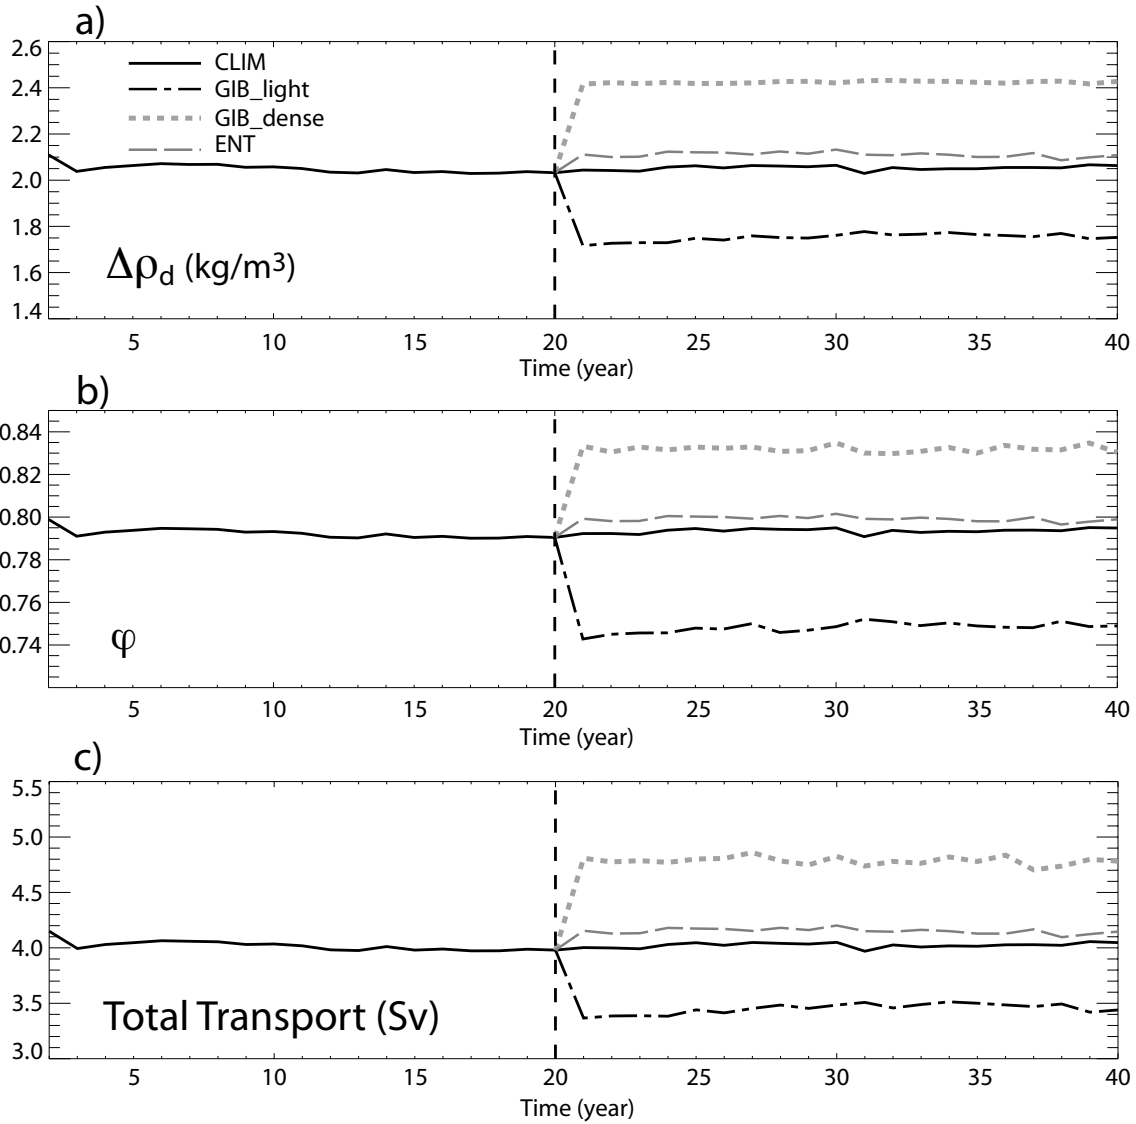 a)
2.6
2.4
2.2
2.0
1.8
1.6
1.4
CLIM
GIB_light
GIB_dense
ENT
Δρd (kg/m3)
5 10 15 20 25 30 35 40
Time (year)
b)
0.84
0.82
0.80
0.78
0.76
0.74
φ
5 10 15 20 25 30 35 40
Time (year)
c)
5.5
5.0
4.5
4.0
3.5
3.0
Total Transport (Sv)
5 10 15 20 25 30 35 40
Time (year)